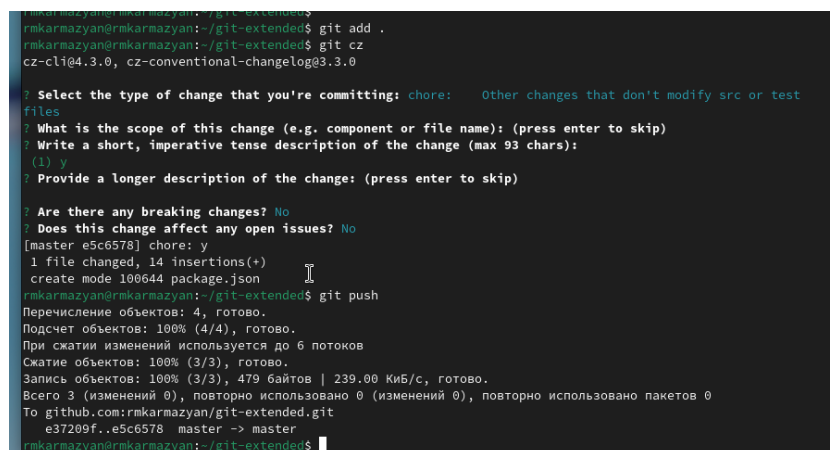 rmkarmazyan@rmkarmazyan:~/git-extended$
rmkarmazyan@rmkarmazyan:~/git-extended$ git add .
rmkarmazyan@rmkarmazyan:~/git-extended$ git cz
cz-cli@4.3.0, cz-conventional-changelog@3.3.0
? Select the type of change that you're committing: chore:    Other changes that don't modify src or test
files
? What is the scope of this change (e.g. component or file name): (press enter to skip)
? Write a short, imperative tense description of the change (max 93 chars):
(1) y
? Provide a longer description of the change: (press enter to skip)
? Are there any breaking changes? No
? Does this change affect any open issues? No
[master e5c6578] chore: y
1 file changed, 14 insertions(+)
create mode 100644 package.json
rmkarmazyan@rmkarmazyan:~/git-extended$ git push
Перечисление объектов: 4, готово.
Подсчет объектов: 100% (4/4), готово.
При сжатии изменений используется до 6 потоков
Сжатие объектов: 100% (3/3), готово.
Запись объектов: 100% (3/3), 479 байтов | 239.00 КиБ/с, готово.
Всего 3 (изменений 0), повторно использовано 0 (изменений 0), повторно использовано пакетов 0
To github.com:rmkarmazyan/git-extended.git
e37209f..e5c6578  master -> master
rmkarmazyan@rmkarmazyan:~/git-extended$